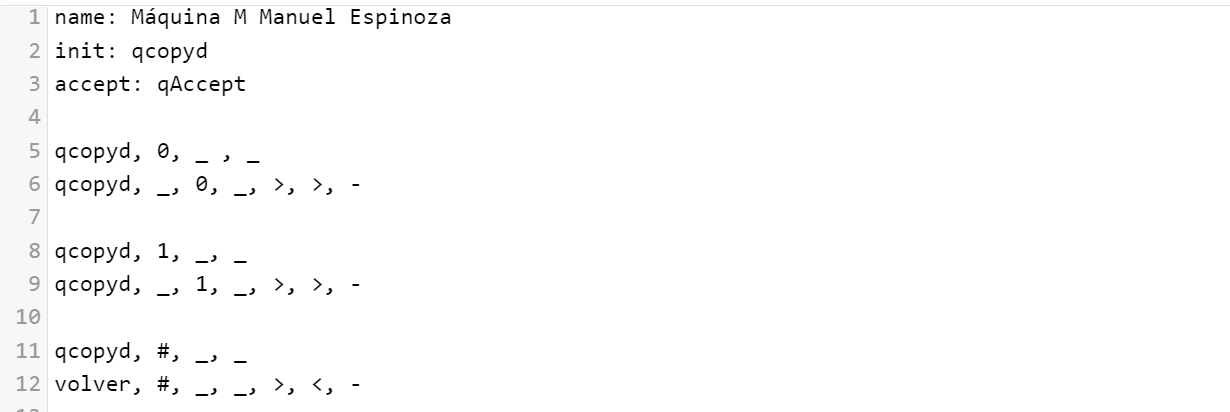 1 name: Máquina M Manuel Espinoza
2 init: qcopyd
3 accept: qAccept
4
5 qcopyd, 0, _ , _
6 qcopyd, _, 0, _, >, >, -
7
8 qcopyd, 1, _, _
9 qcopyd, _, 1, _, >, >, -
10
11 qcopyd, #, _, _
12 volver, #, _, _, >, <, -